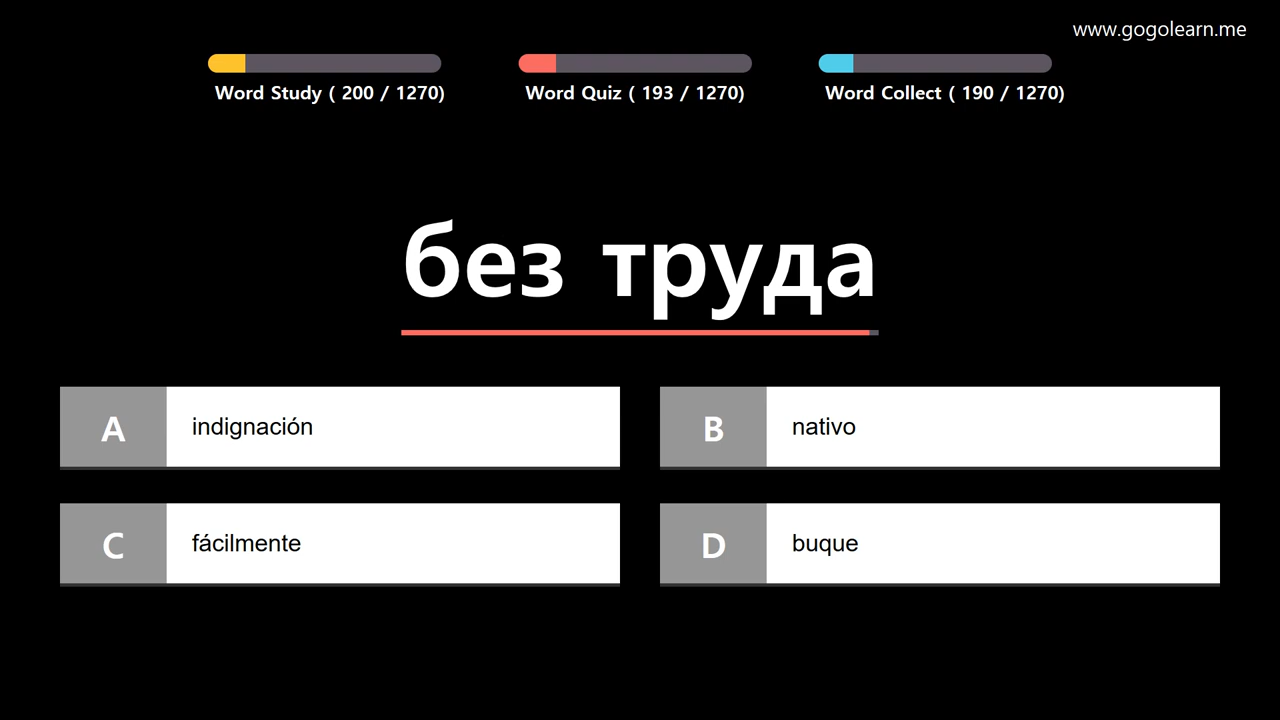 www.gogolearn.me
Word Study ( 200 / 1270)
Word Quiz ( 193 / 1270)
Word Collect ( 190 / 1270)
без труда
A indignación
B nativo
C fácilmente
D buque